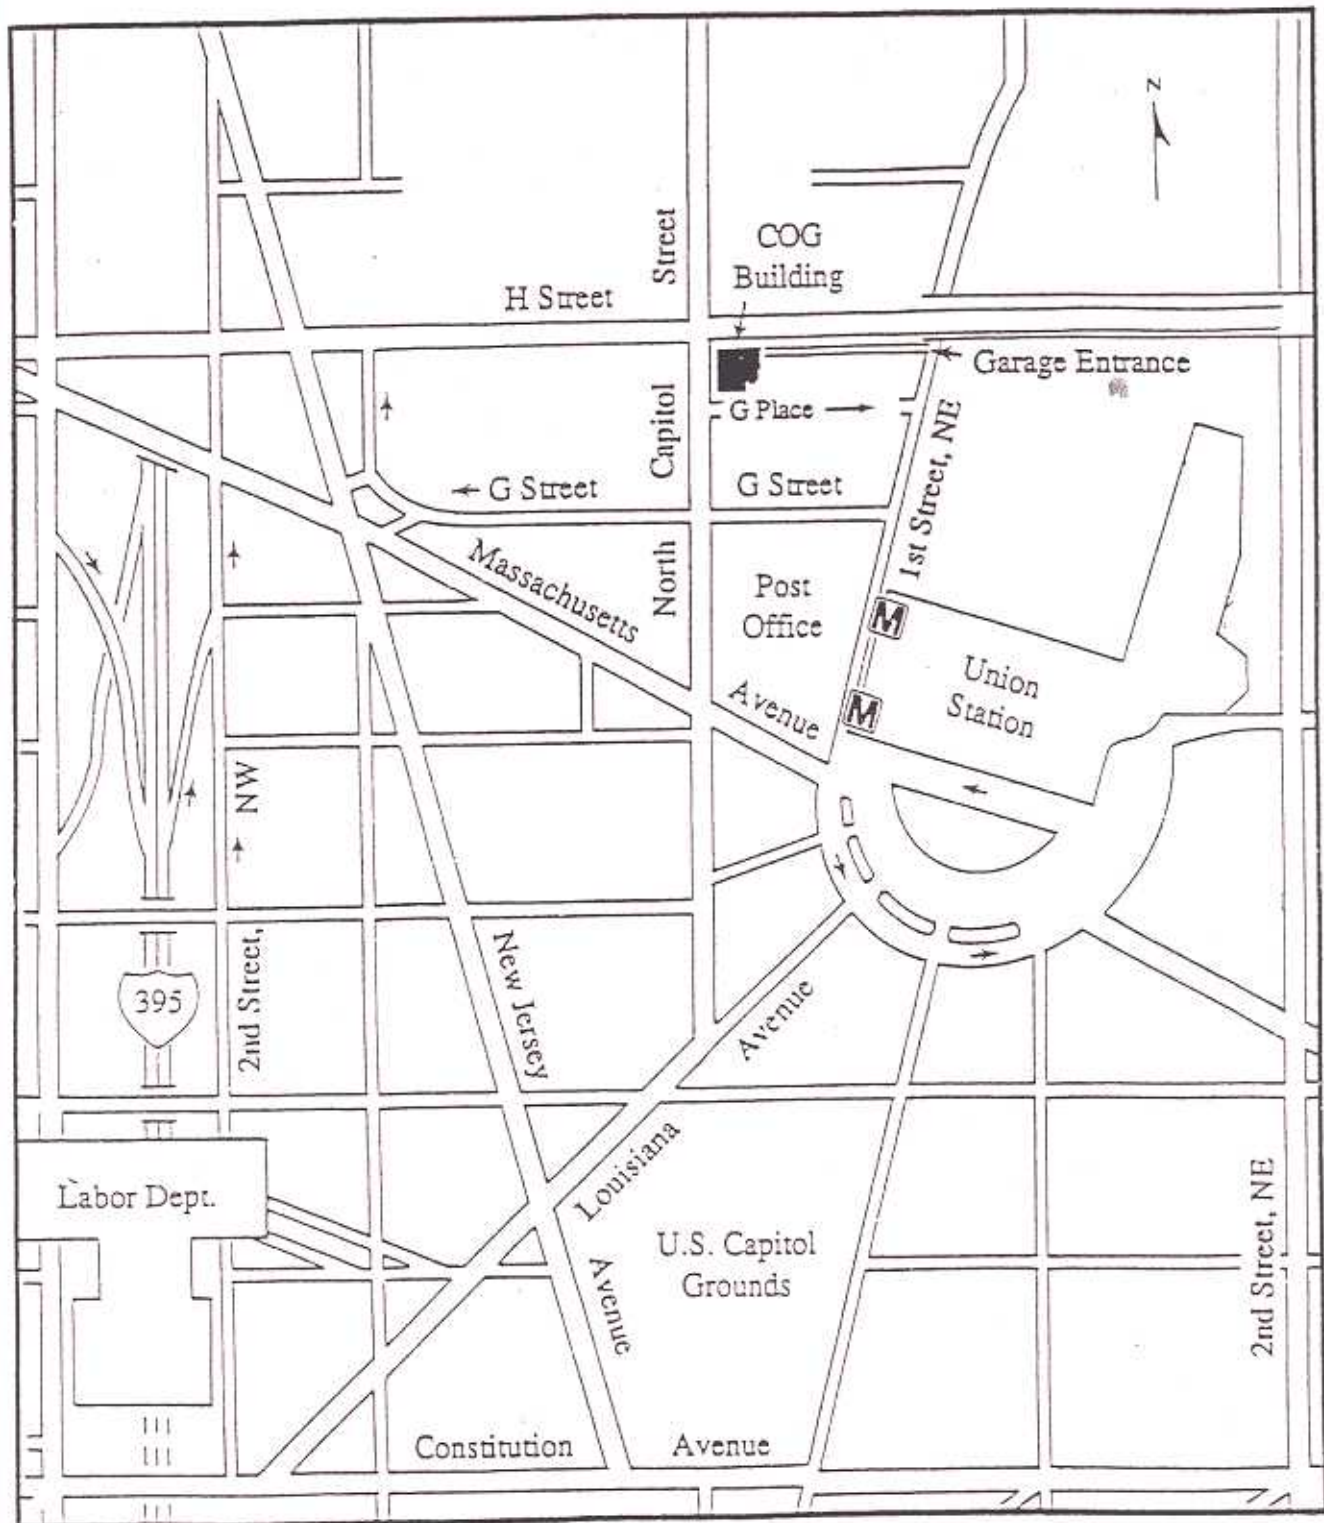 N
COG
Building
Street
H Street
Garage Entrance
G Place
Capitol
G Street
G Street
1st Street, NE
Massachusetts
North
Post
Office
M
Union
Station
Avenue
M
NW
2nd Street,
395
New Jersey
Avenue
Louisiana
Labor Dept.
U.S. Capitol
Grounds
Avenue
2nd Street, NE
Constitution
Avenue